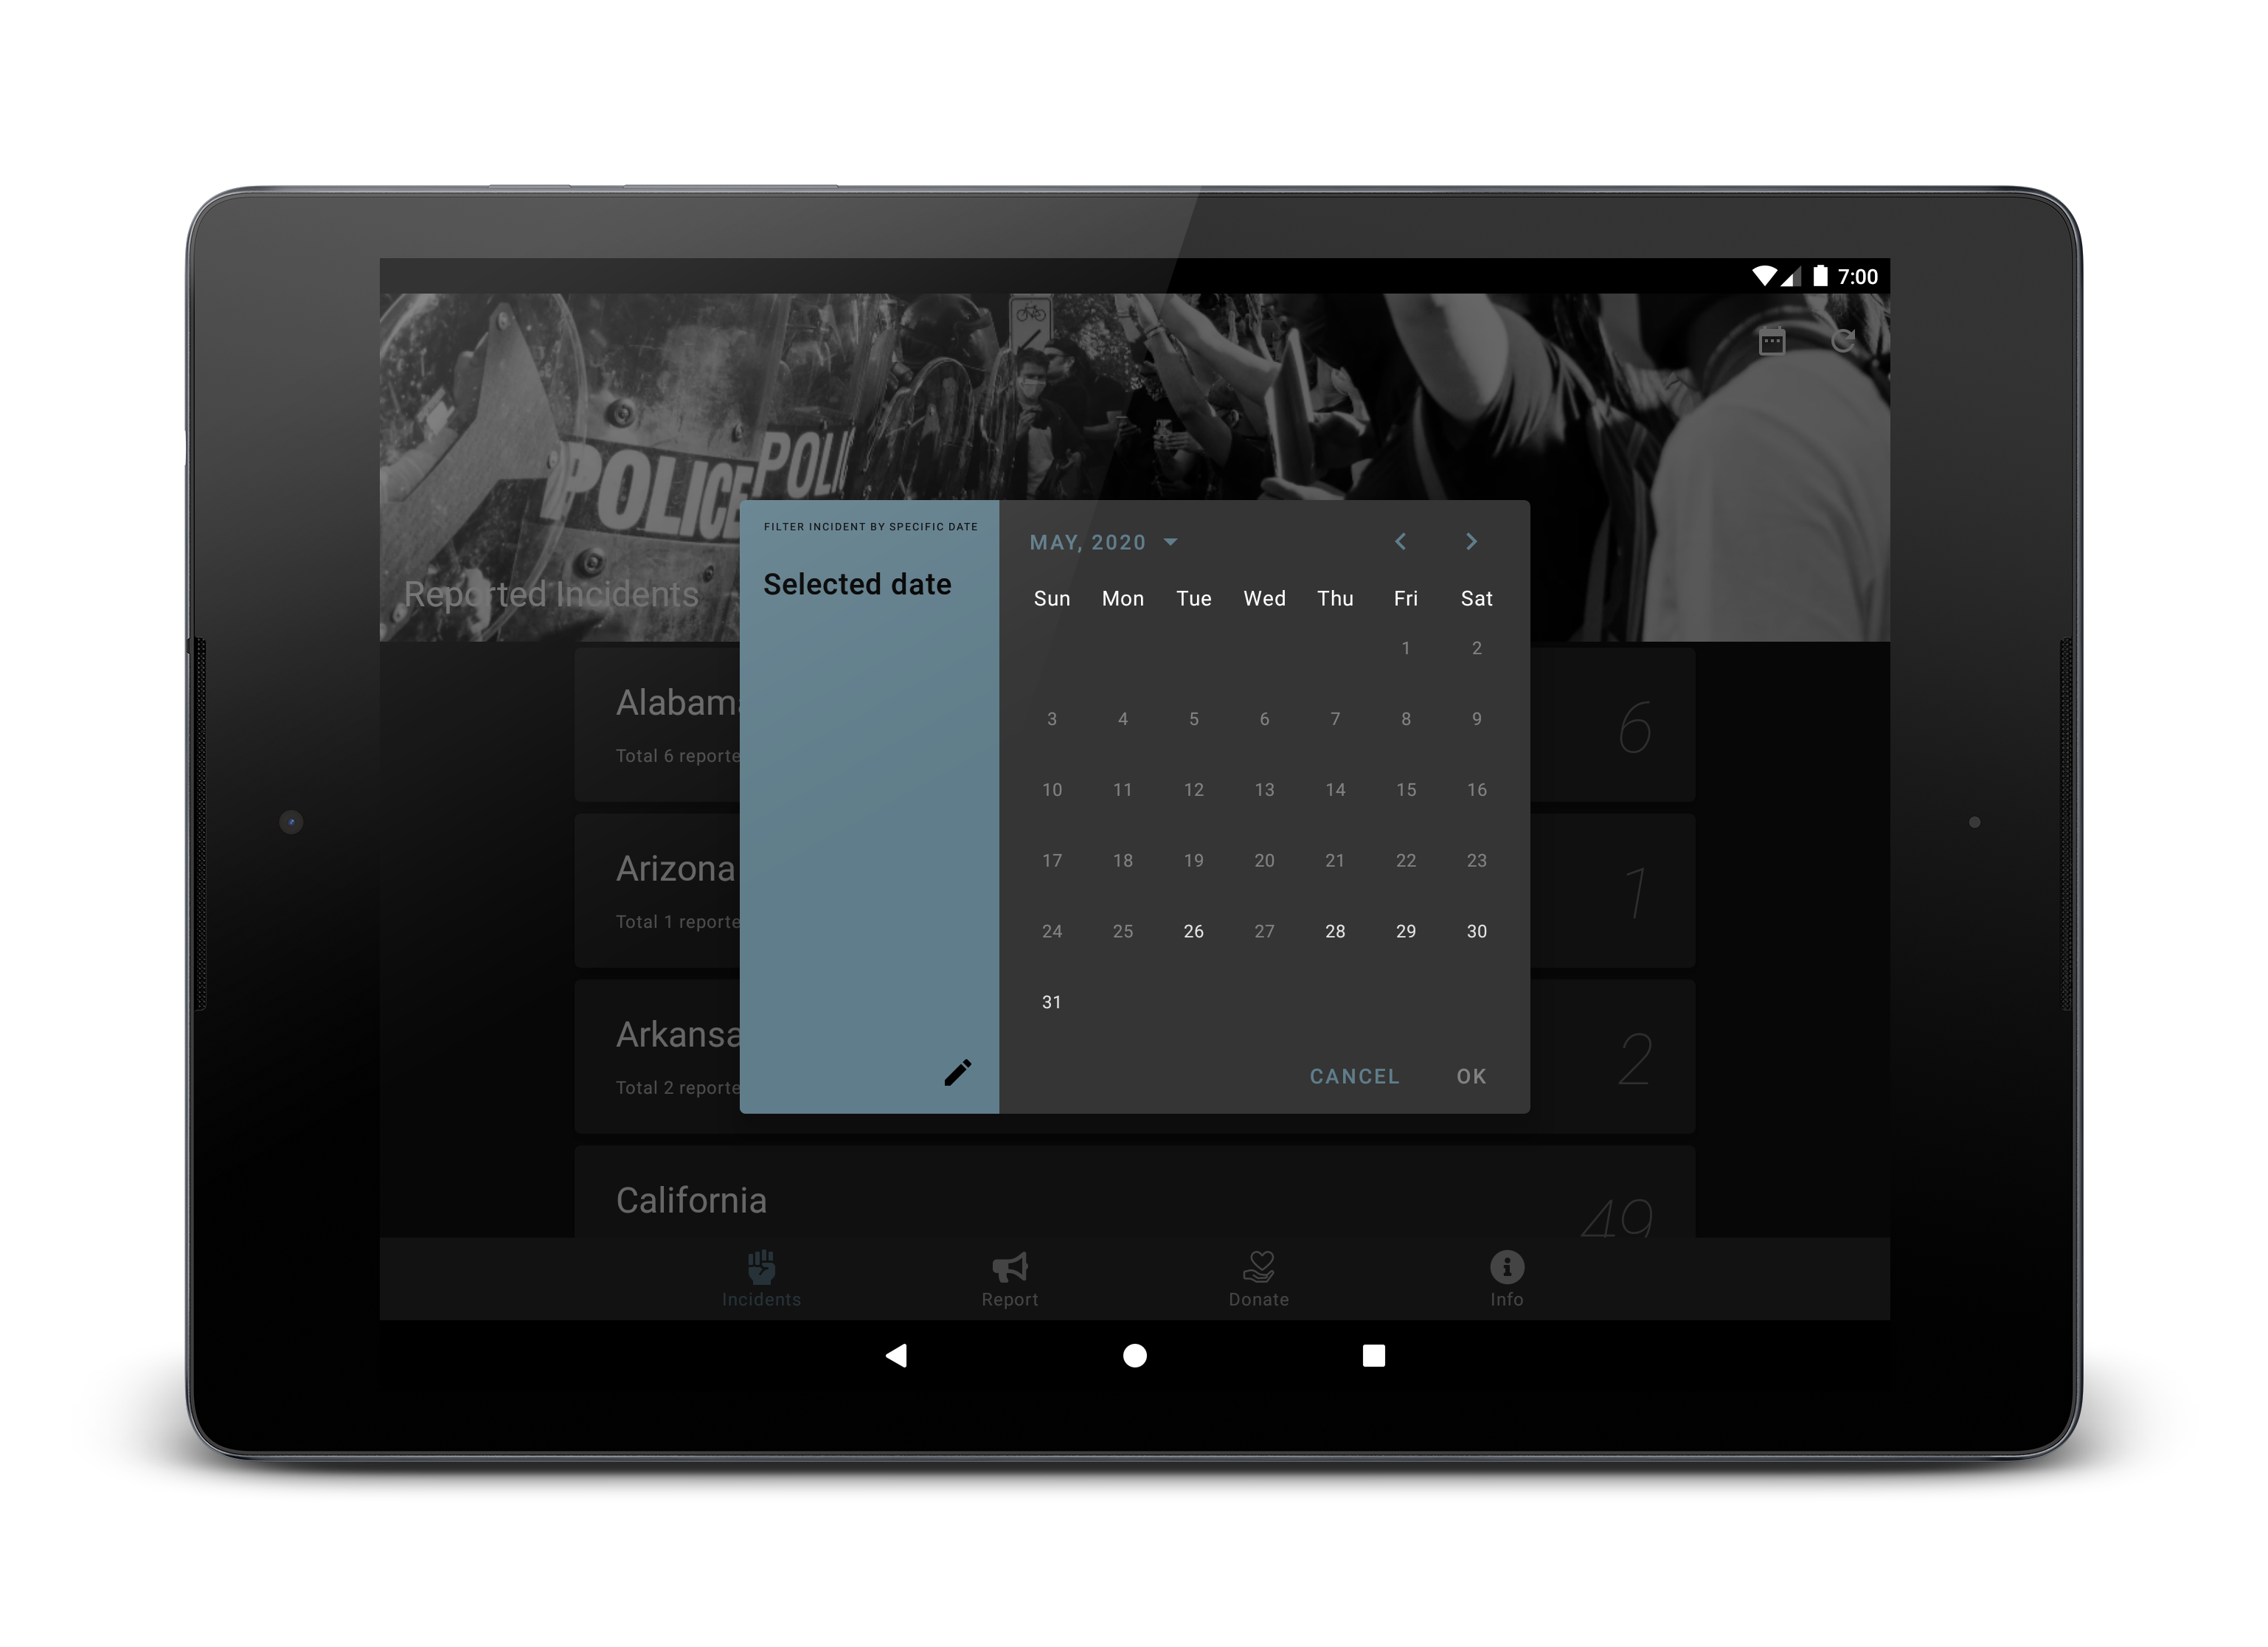 7:00
POLICE
POLIC
Reported Incidents
FILTER INCIDENT BY SPECIFIC DATE
Selected date
MAY, 2020
Sun Mon Tue Wed Thu Fri Sat
1 2
3 4 5 6 7 8 9
10 11 12 13 14 15 16
17 18 19 20 21 22 23
24 25 26 27 28 29 30
31
CANCEL OK
Alabama
Total 6 reporte
6
Arizona
Total 1 reporte
1
Arkansa
Total 2 reporte
2
California
49
Incidents Report Donate Info